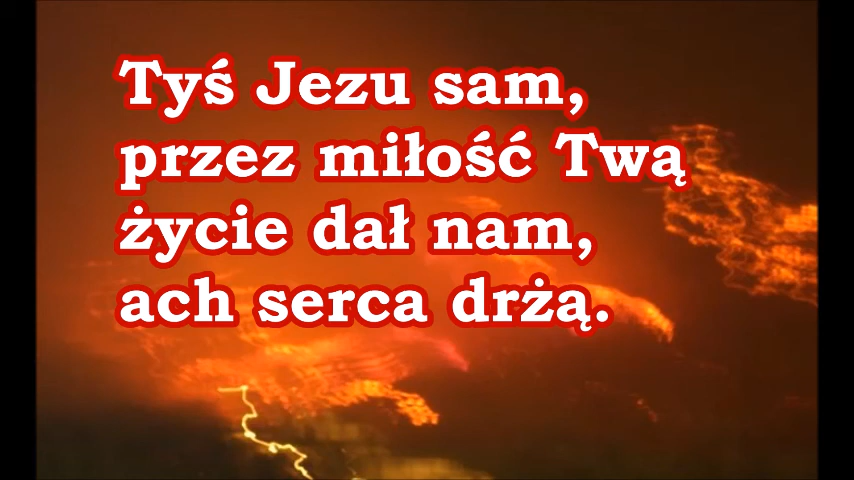 Tyś Jezu sam,
przez miłość Twą
życie dał nam,
ach serca drżą.